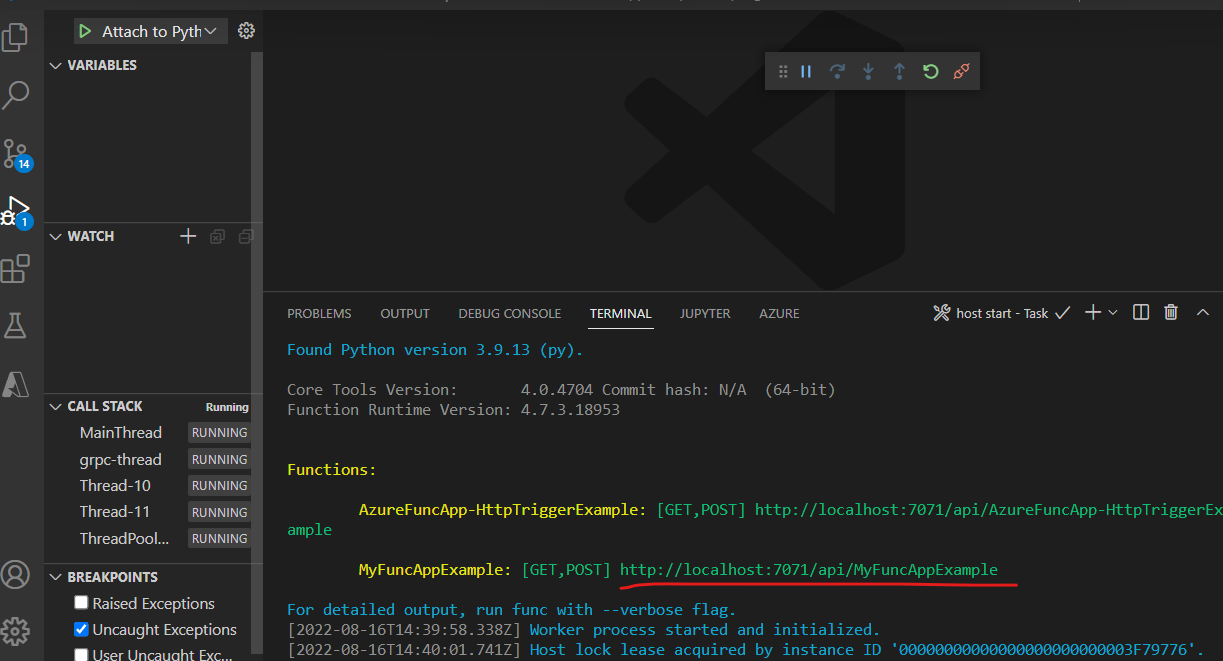 Attach to Pyth
VARIABLES
14
1
WATCH
CALL STACK
Running
MainThread RUNNING
grpc-thread RUNNING
Thread-10 RUNNING
Thread-11 RUNNING
ThreadPool... RUNNING
BREAKPOINTS
Raised Exceptions
Uncaught Exceptions
User Uncaught Exc...
PROBLEMS OUTPUT DEBUG CONSOLE TERMINAL JUPYTER AZURE
host start - Task
Found Python version 3.9.13 (py).
Core Tools Version: 4.0.4704 Commit hash: N/A (64-bit)
Function Runtime Version: 4.7.3.18953
Functions:
AzureFuncApp-HttpTriggerExample: [GET,POST] http://localhost:7071/api/AzureFuncApp-HttpTriggerEx
ample
MyFuncAppExample: [GET,POST] http://localhost:7071/api/MyFuncAppExample
For detailed output, run func with --verbose flag.
[2022-08-16T14:39:58.338Z] Worker process started and initialized.
[2022-08-16T14:40:01.741Z] Host lock lease acquired by instance ID '0000000000000000000000003F79776'.